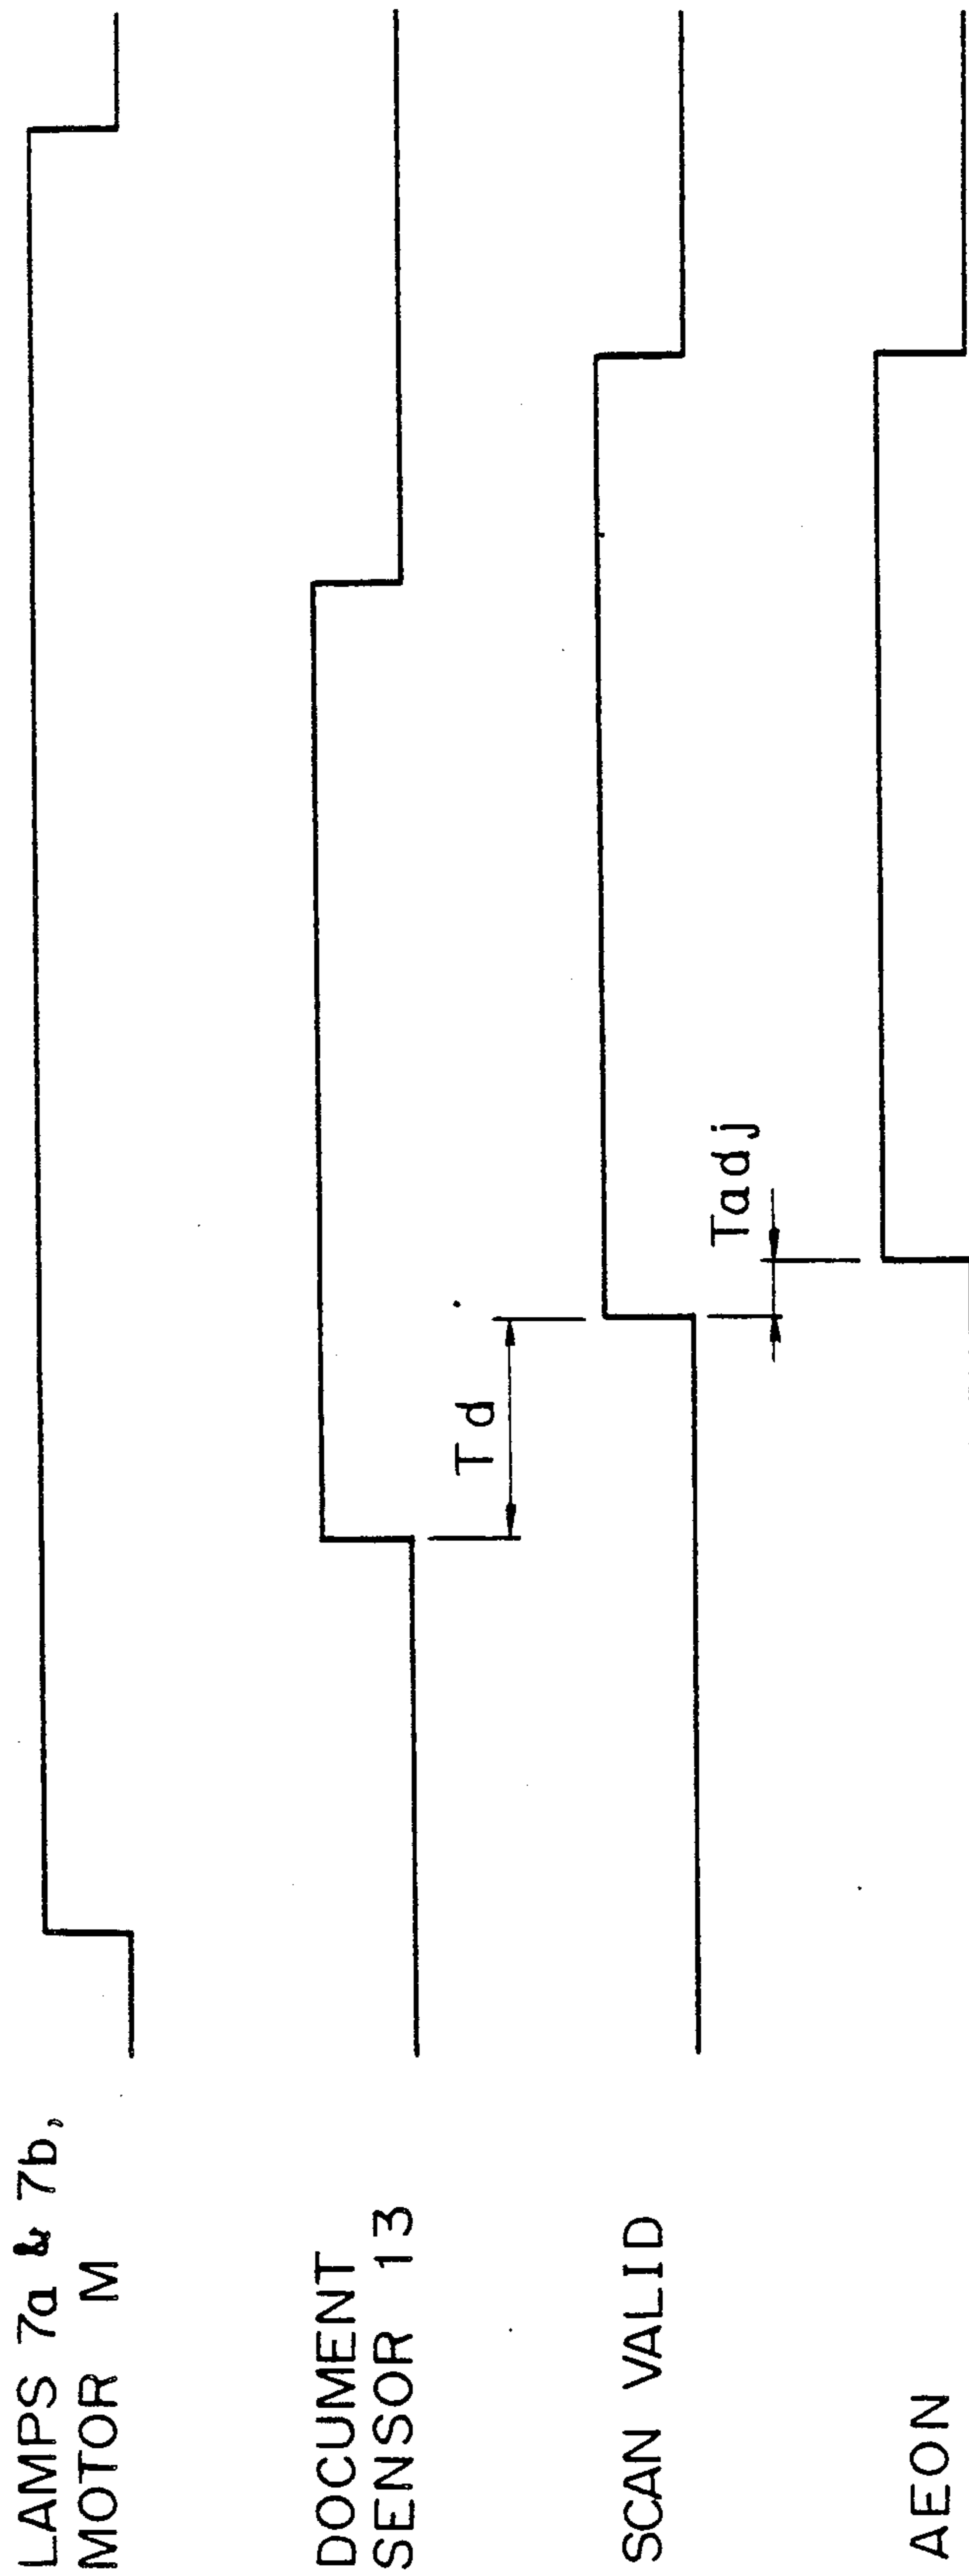 LAMPS 7a & 7b,
MOTOR M
DOCUMENT
SENSOR 13
Td
SCAN VALID
Tadj
AEON